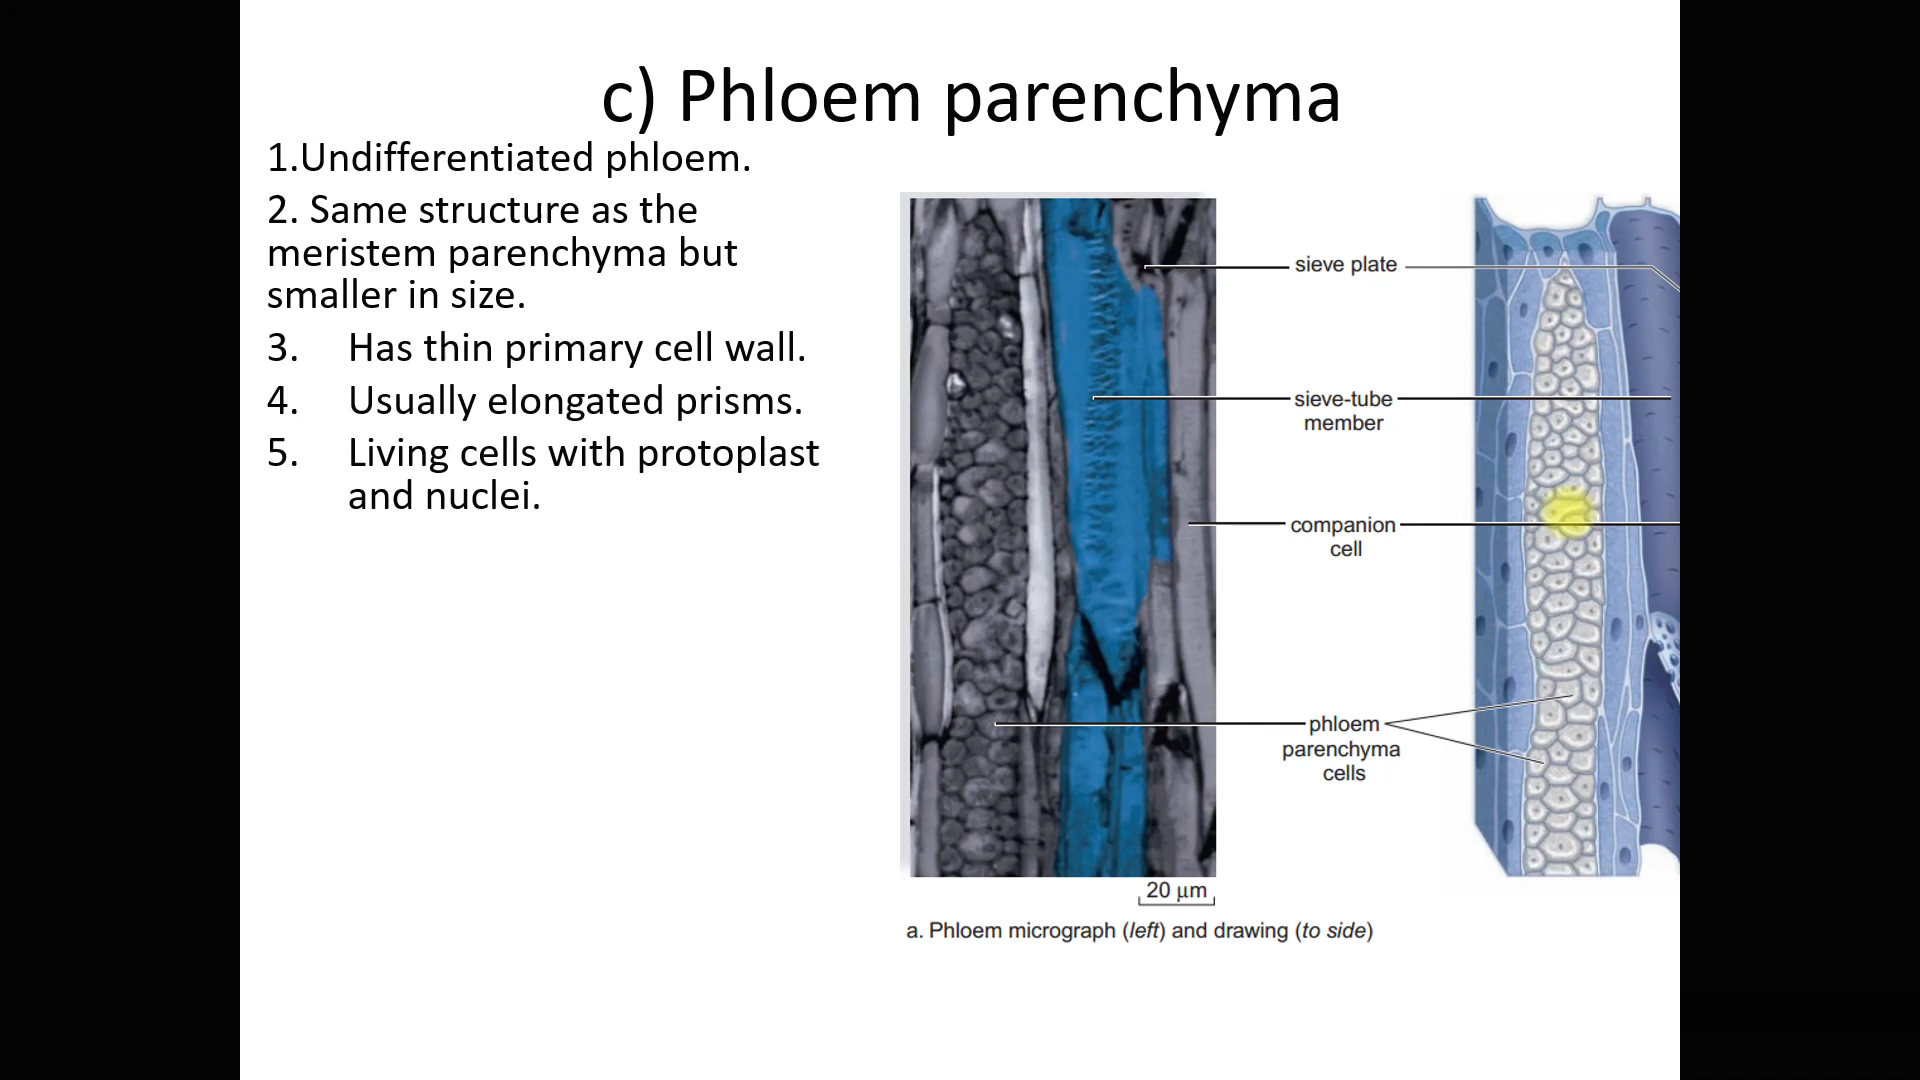 c) Phloem parenchyma
1.Undifferentiated phloem.
2. Same structure as the
meristem parenchyma but
smaller in size.
3. Has thin primary cell wall.
4. Usually elongated prisms.
5. Living cells with protoplast
and nuclei.
sieve plate
sieve-tube
member
companion
cell
phloem
parenchyma
cells
20 μm
a. Phloem micrograph (left) and drawing (to side)